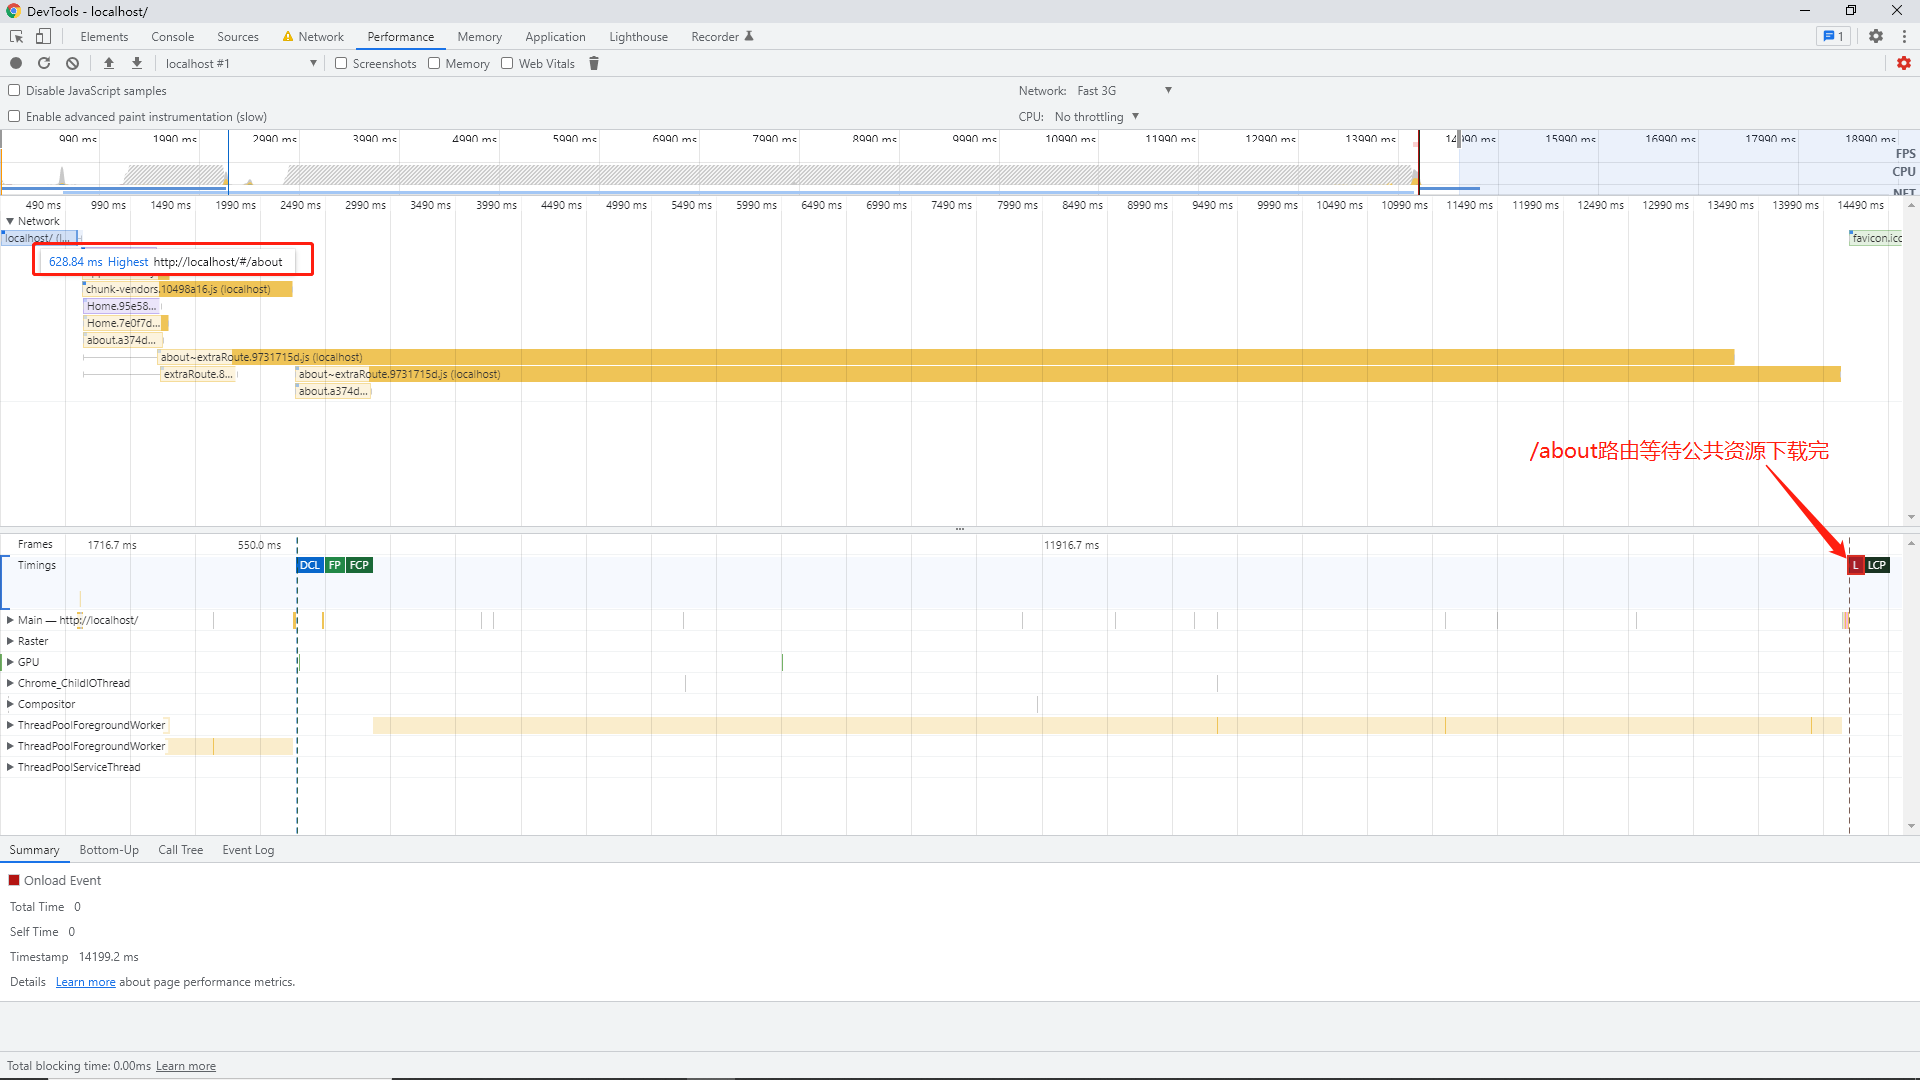 DevTools - localhost/
Elements Console Sources Network Performance Memory Application Lighthouse Recorder 1
localhost #1 Screenshots Memory Web Vitals
Disable JavaScript samples Network: Fast 3G
Enable advanced paint instrumentation (slow) CPU: No throttling
990 ms 1990 ms 2990 ms 3990 ms 4990 ms 5990 ms 6990 ms 7990 ms 8990 ms 9990 ms 10990 ms 11990 ms 12990 ms 13990 ms 14990 ms 15990 ms 16990 ms 17990 ms 18990 ms
FPS
CPU
NET
490 ms 990 ms 1490 ms 1990 ms 2490 ms 2990 ms 3490 ms 3990 ms 4490 ms 4990 ms 5490 ms 5990 ms 6490 ms 6990 ms 7490 ms 7990 ms 8490 ms 8990 ms 9490 ms 9990 ms 10490 ms 10990 ms 11490 ms 11990 ms 12490 ms 12990 ms 13490 ms 13990 ms 14490 ms
Network
localhost/ (l... favicon.icc
628.84 ms Highest http://localhost/#/about
chunk-vendors.10498a16.js (localhost)
Home.95e58...
Home.7e0f7d...
about.a374d...
about~extraRoute.9731715d.js (localhost)
extraRoute.8... about~extraRoute.9731715d.js (localhost)
about.a374d...
/about路由等待公共资源下载完
Frames 1716.7 ms 550.0 ms 11916.7 ms
Timings DCL FP FCP L LCP
Main — http://localhost/
Raster
GPU
Chrome_ChildIOThread
Compositor
ThreadPoolForegroundWorker
ThreadPoolForegroundWorker
ThreadPoolServiceThread
Summary Bottom-Up Call Tree Event Log
Onload Event
Total Time 0
Self Time 0
Timestamp 14199.2 ms
Details Learn more about page performance metrics.
Total blocking time: 0.00ms Learn more